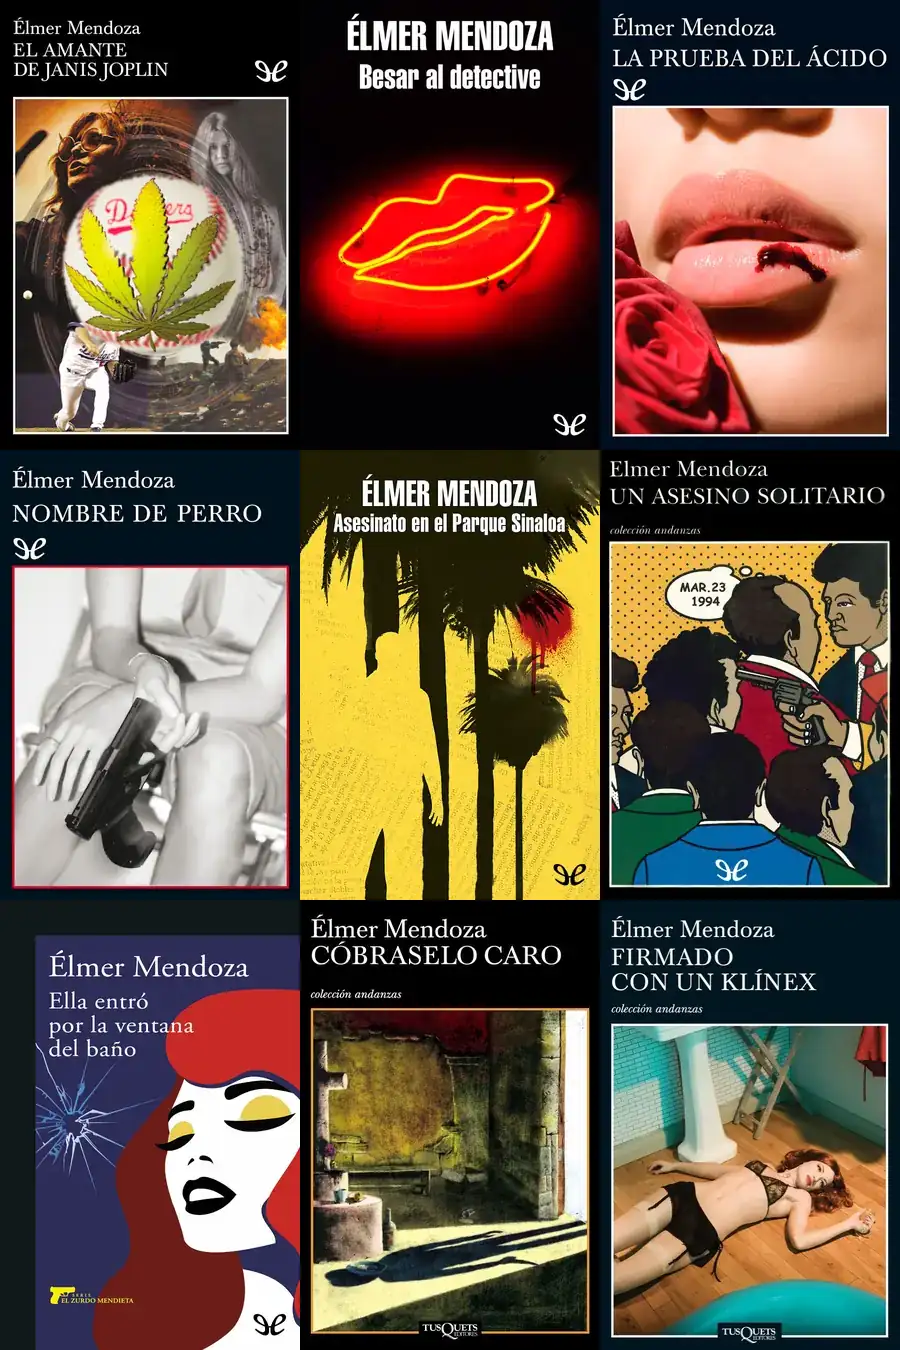 Élmer Mendoza
EL AMANTE
DE JANIS JOPLIN
Dodgers
ÉLMER MENDOZA
Besar al detective
Élmer Mendoza
LA PRUEBA DEL ÁCIDO
Élmer Mendoza
NOMBRE DE PERRO
ÉLMER MENDOZA
Asesinato en el Parque Sinaloa
Elmer Mendoza
UN ASESINO SOLITARIO
colección andanzas
MAR.23
1994
Élmer Mendoza
Ella entró
por la ventana
del baño
SERIE
EL ZURDO MENDIETA
Élmer Mendoza
CÓBRASELO CARO
colección andanzas
TUSQUETS
EDITORES
Élmer Mendoza
FIRMADO
CON UN KLÍNEX
colección andanzas
TUSQUETS
EDITORES